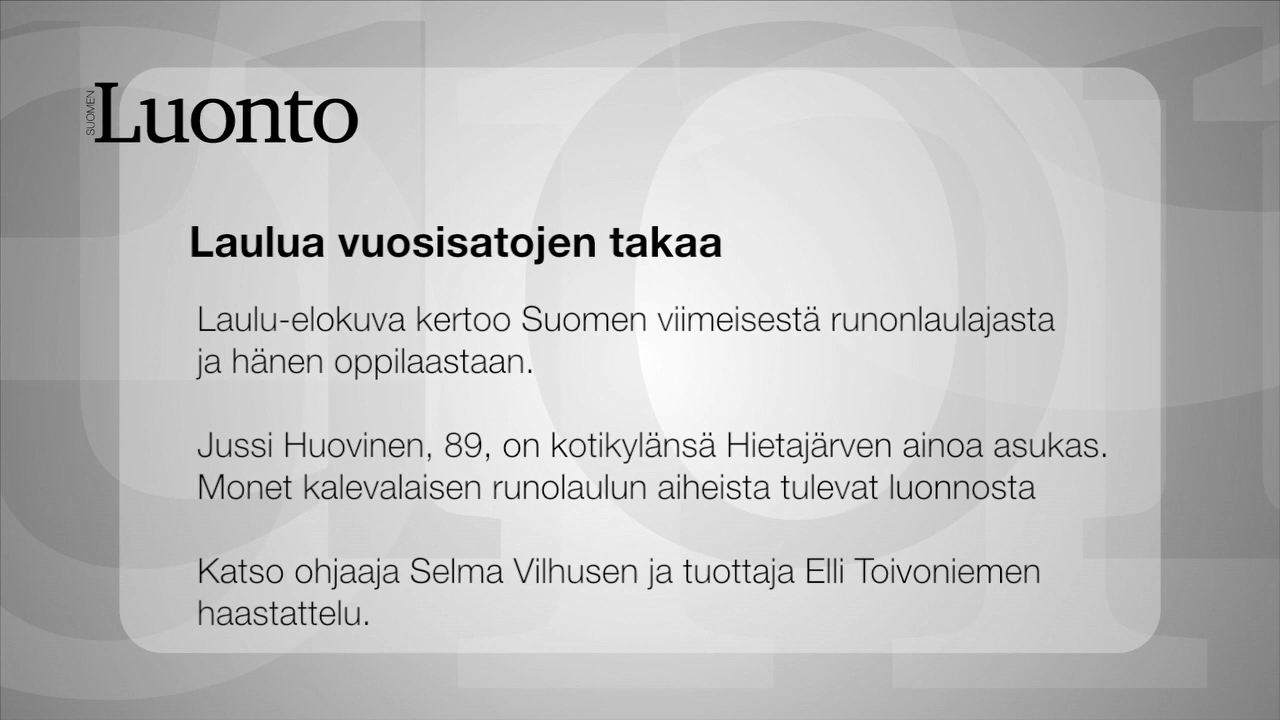 SUOMEN
Luonto
Laulua vuosisatojen takaa
Laulu-elokuva kertoo Suomen viimeisestä runonlaulajasta
ja hänen oppilaastaan.
Jussi Huovinen, 89, on kotikylänsä Hietajärven ainoa asukas.
Monet kalevalaisen runolaulun aiheista tulevat luonnosta
Katso ohjaaja Selma Vilhusen ja tuottaja Elli Toivoniemen
haastattelu.